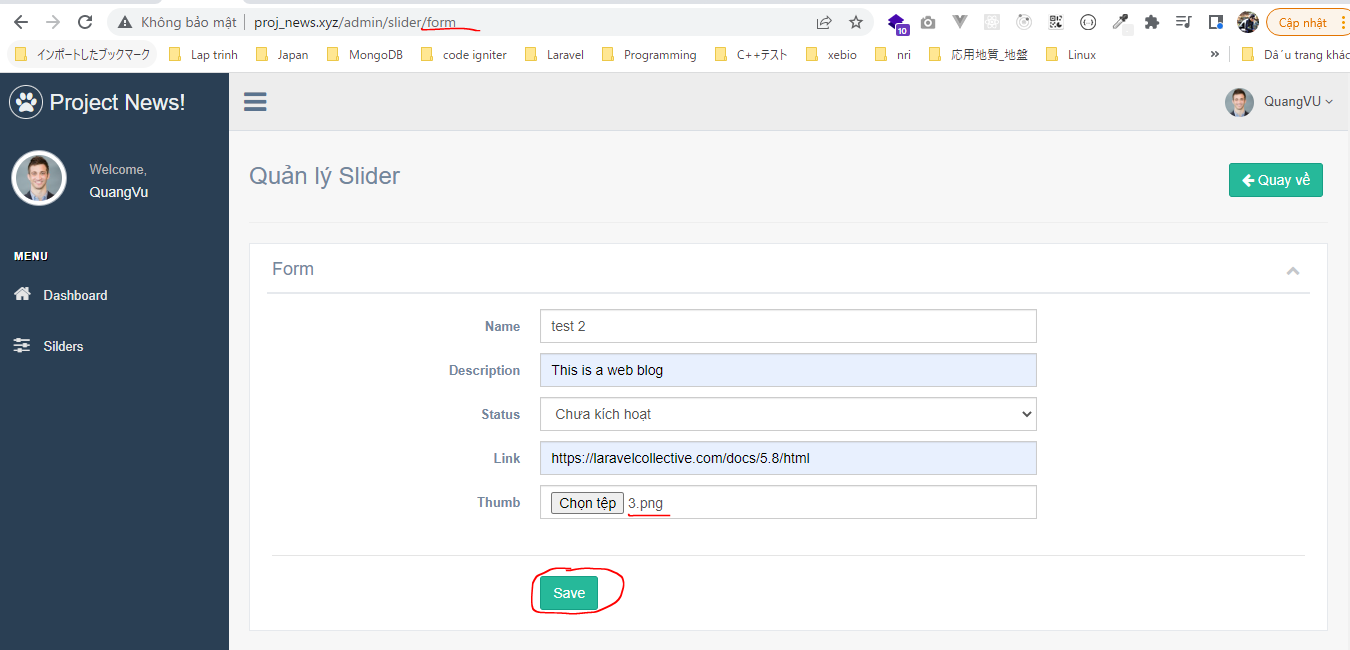 Không bảo mật | proj_news.xyz/admin/slider/form 10 Cập nhật
インポートしたブックマーク Lap trinh Japan MongoDB code igniter Laravel Programming C++テスト xebio nri 応用地質_地盤 Linux » Dấu trang khác
Project News!
QuangVU
Welcome,
QuangVu
Quản lý Slider
Quay về
MENU
Dashboard
Silders
Form
Name test 2
Description This is a web blog
Status Chưa kích hoạt
Link https://laravelcollective.com/docs/5.8/html
Thumb Chọn tệp 3.png
Save